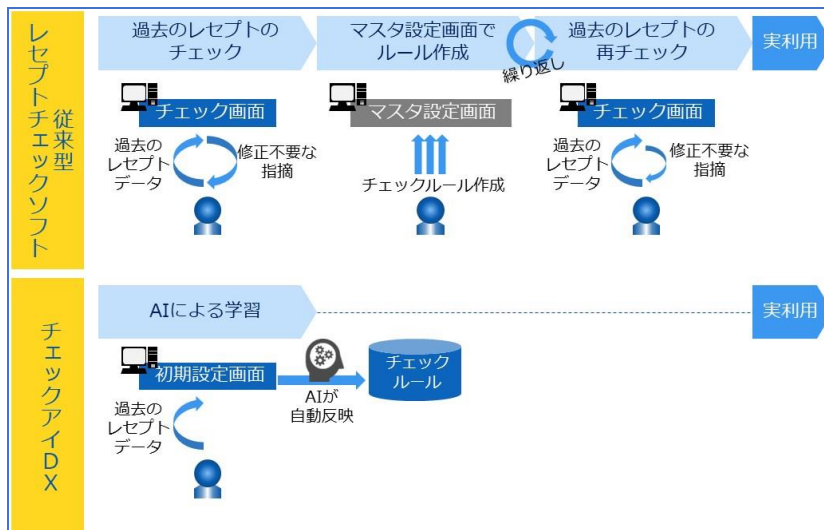 従来型
レセプトチェックソフト
過去のレセプトの
チェック
マスタ設定画面で
ルール作成
繰り返し
過去のレセプトの
再チェック
実利用
チェック画面
過去の
レセプト
データ
修正不要な
指摘
マスタ設定画面
チェックルール作成
チェック画面
過去の
レセプト
データ
修正不要な
指摘
チェックアイDX
AIによる学習
実利用
初期設定画面
過去の
レセプト
データ
AIが
自動反映
チェック
ルール